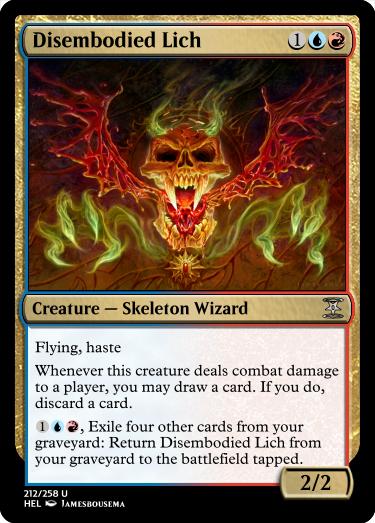 Disembodied Lich 1
Creature — Skeleton Wizard
Flying, haste
Whenever this creature deals combat damage
to a player, you may draw a card. If you do,
discard a card.
1, Exile four other cards from your
graveyard: Return Disembodied Lich from
your graveyard to the battlefield tapped.
2/2
212/258 U
HEL JAMESBOUSEMA